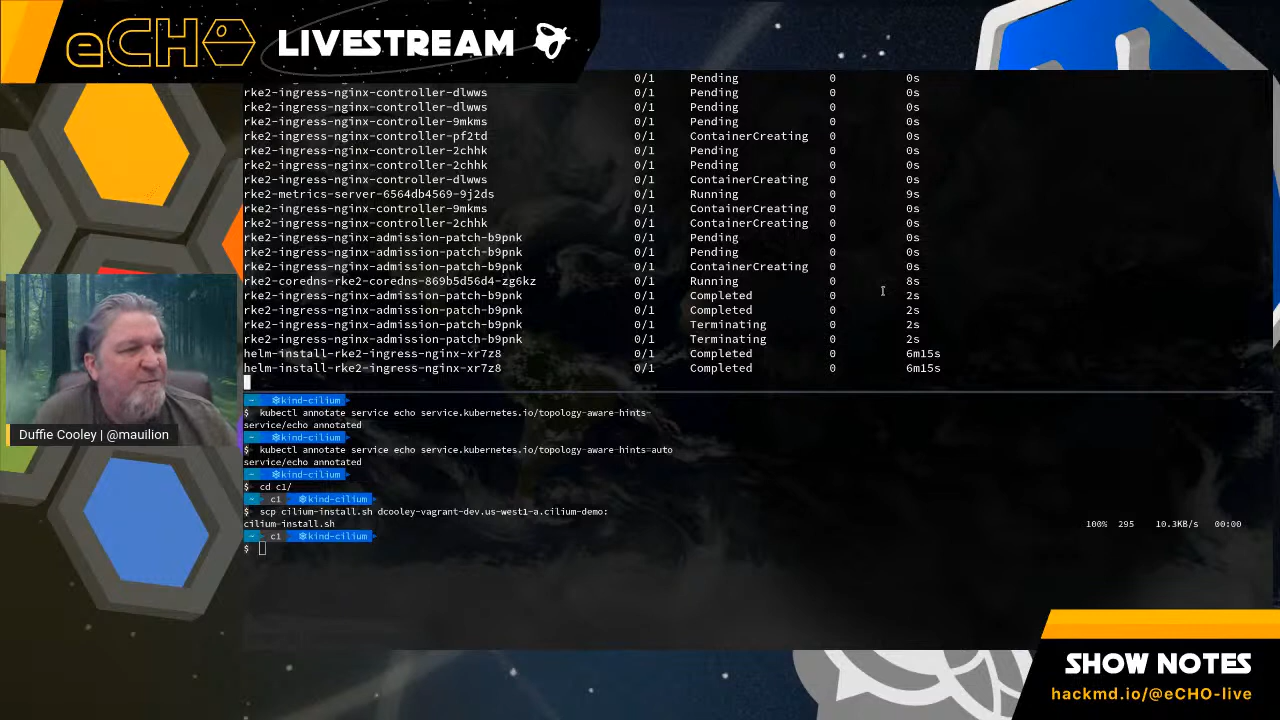 eCHO LIVESTREAM
0/1 Pending 0 0s
rke2-ingress-nginx-controller-dlwws 0/1 Pending 0 0s
rke2-ingress-nginx-controller-dlwws 0/1 Pending 0 0s
rke2-ingress-nginx-controller-9mkms 0/1 Pending 0 0s
rke2-ingress-nginx-controller-pf2td 0/1 ContainerCreating 0 0s
rke2-ingress-nginx-controller-2chhk 0/1 Pending 0 0s
rke2-ingress-nginx-controller-2chhk 0/1 Pending 0 0s
rke2-ingress-nginx-controller-dlwws 0/1 ContainerCreating 0 0s
rke2-metrics-server-6564db4569-9j2ds 0/1 Running 0 9s
rke2-ingress-nginx-controller-9mkms 0/1 ContainerCreating 0 0s
rke2-ingress-nginx-controller-2chhk 0/1 ContainerCreating 0 0s
rke2-ingress-nginx-admission-patch-b9pnk 0/1 Pending 0 0s
rke2-ingress-nginx-admission-patch-b9pnk 0/1 Pending 0 0s
rke2-ingress-nginx-admission-patch-b9pnk 0/1 ContainerCreating 0 0s
rke2-coredns-rke2-coredns-869b5d56d4-zg6kz 0/1 Running 0 8s
rke2-ingress-nginx-admission-patch-b9pnk 0/1 Completed 0 2s
rke2-ingress-nginx-admission-patch-b9pnk 0/1 Completed 0 2s
rke2-ingress-nginx-admission-patch-b9pnk 0/1 Terminating 0 2s
rke2-ingress-nginx-admission-patch-b9pnk 0/1 Terminating 0 2s
helm-install-rke2-ingress-nginx-xr7z8 0/1 Completed 0 6m15s
helm-install-rke2-ingress-nginx-xr7z8 0/1 Completed 0 6m15s
~ ⎈kind-cilium
$ kubectl annotate service echo service.kubernetes.io/topology-aware-hints-
service/echo annotated
~ ⎈kind-cilium
$ kubectl annotate service echo service.kubernetes.io/topology-aware-hints=auto
service/echo annotated
~ ⎈kind-cilium
$ cd c1/
~ c1 ⎈kind-cilium
$ scp cilium-install.sh dcooley-vagrant-dev.us-west1-a.cilium-demo:
cilium-install.sh 100% 295 10.3KB/s 00:00
~ c1 ⎈kind-cilium
$
Duffie Cooley | @mauilion
SHOW NOTES
hackmd.io/@eCHO-live